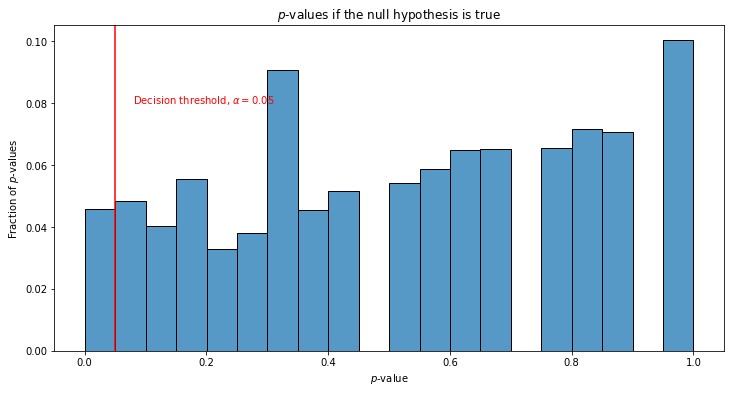 p-values if the null hypothesis is true
0.10
0.08
0.06
0.04
0.02
0.00
Fraction of p-values
Decision threshold, α = 0.05
0.0 0.2 0.4 0.6 0.8 1.0
p-value